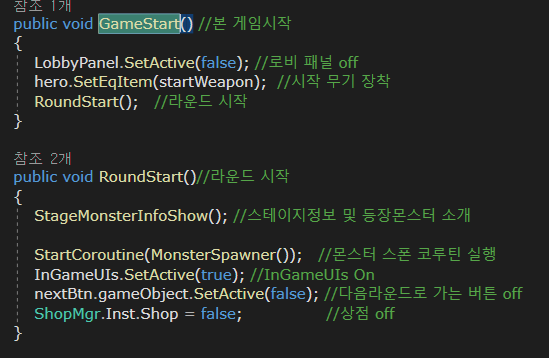 참조 1개
public void GameStart() //본 게임시작
{
LobbyPanel.SetActive(false); //로비 패널 off
hero.SetEqItem(startWeapon); //시작 무기 장착
RoundStart(); //라운드 시작
}
참조 2개
public void RoundStart()//라운드 시작
{
StageMonsterInfoShow(); //스테이지정보 및 등장몬스터 소개
StartCoroutine(MonsterSpawner()); //몬스터 스폰 코루틴 실행
InGameUIs.SetActive(true); //InGameUIs On
nextBtn.gameObject.SetActive(false); //다음라운드로 가는 버튼 off
ShopMgr.Inst.Shop = false; //상점 off
}